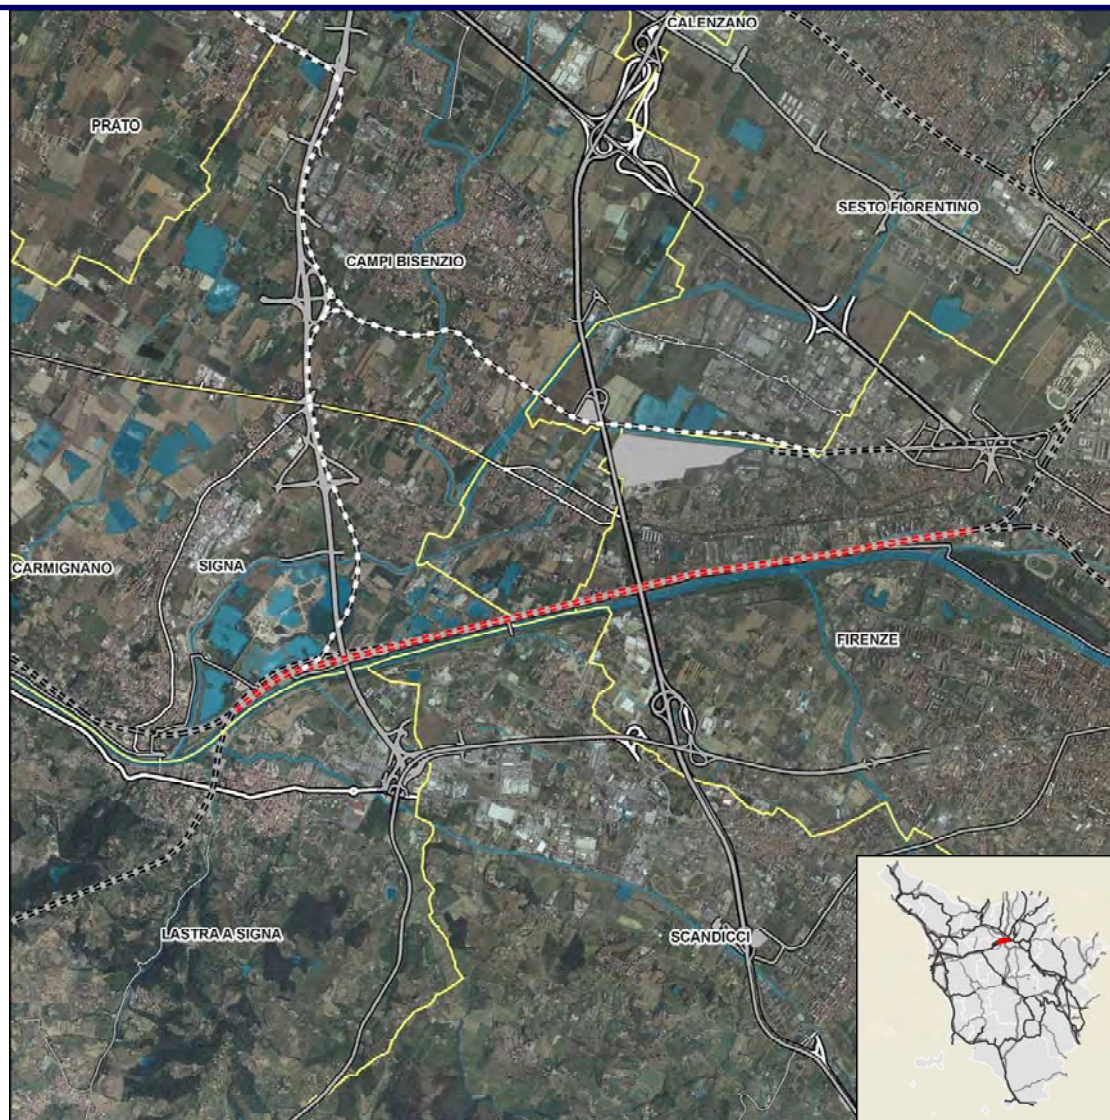 CALENZANO
PRATO
SESTO FIORENTINO
CAMPI BISENZIO
CARMIGNANO
SIGNA
FIRENZE
LASTRA A SIGNA
SCANDICCI